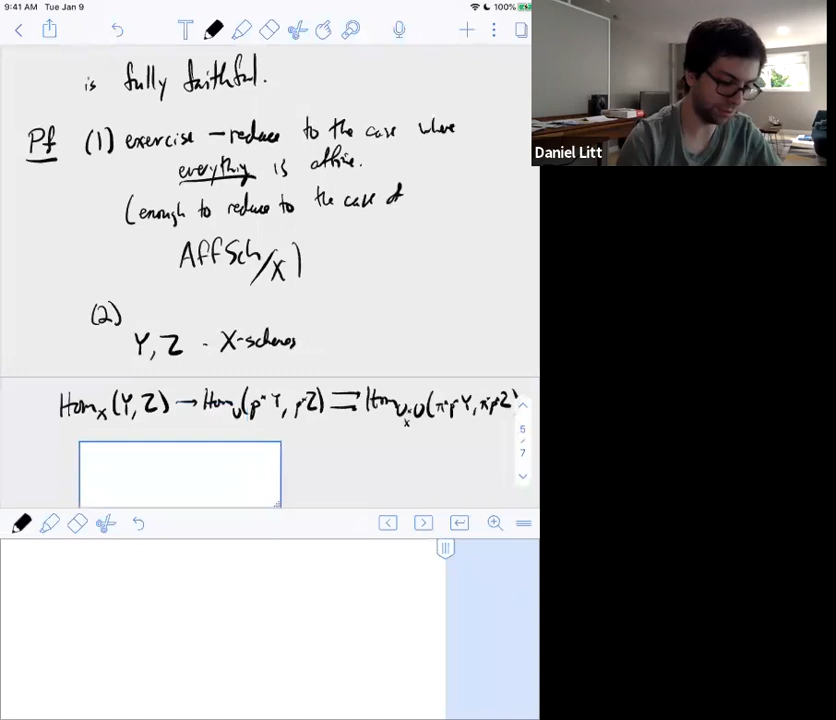 9:41 AM Tue Jan 9
100%
is fully faithful.
Pf (1) exercise – reduce to the case where
everything is affine.
(enough to reduce to the case of
AffSch/X)
(2)
Y, Z - X-schemes
Hom_X(Y, Z) → Hom_U(p*Y, p*Z) ⇉ Hom_{U×_X U}(π*p*Y, π*p*Z)
5
/
7
Daniel Litt